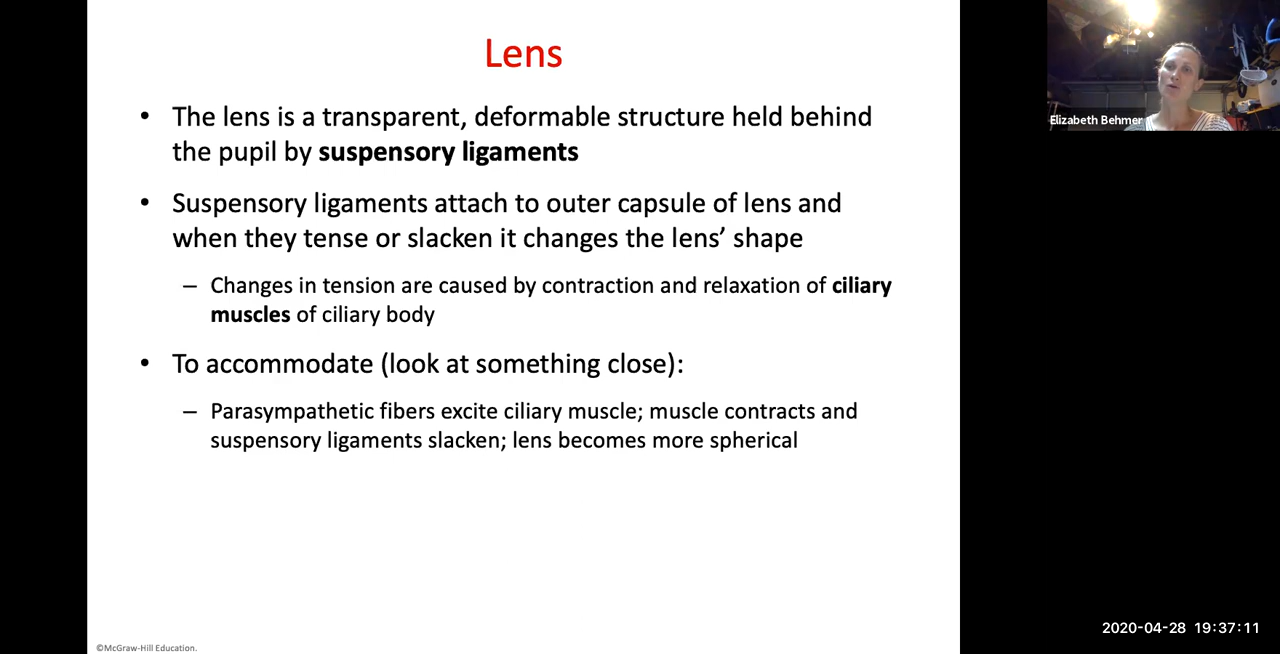 Lens
• The lens is a transparent, deformable structure held behind
the pupil by suspensory ligaments
• Suspensory ligaments attach to outer capsule of lens and
when they tense or slacken it changes the lens’ shape
– Changes in tension are caused by contraction and relaxation of ciliary
muscles of ciliary body
• To accommodate (look at something close):
– Parasympathetic fibers excite ciliary muscle; muscle contracts and
suspensory ligaments slacken; lens becomes more spherical
©McGraw-Hill Education.
Elizabeth Behmer
2020-04-28 19:37:11